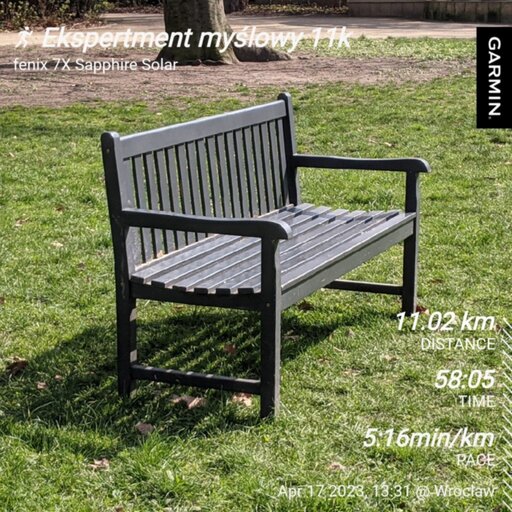 Ekspertment myślowy 11k
fenix 7X Sapphire Solar
GARMIN.
11.02 km
DISTANCE
58:05
TIME
5:16min/km
PACE
Apr 17 2023, 13:31 @ Wrocław